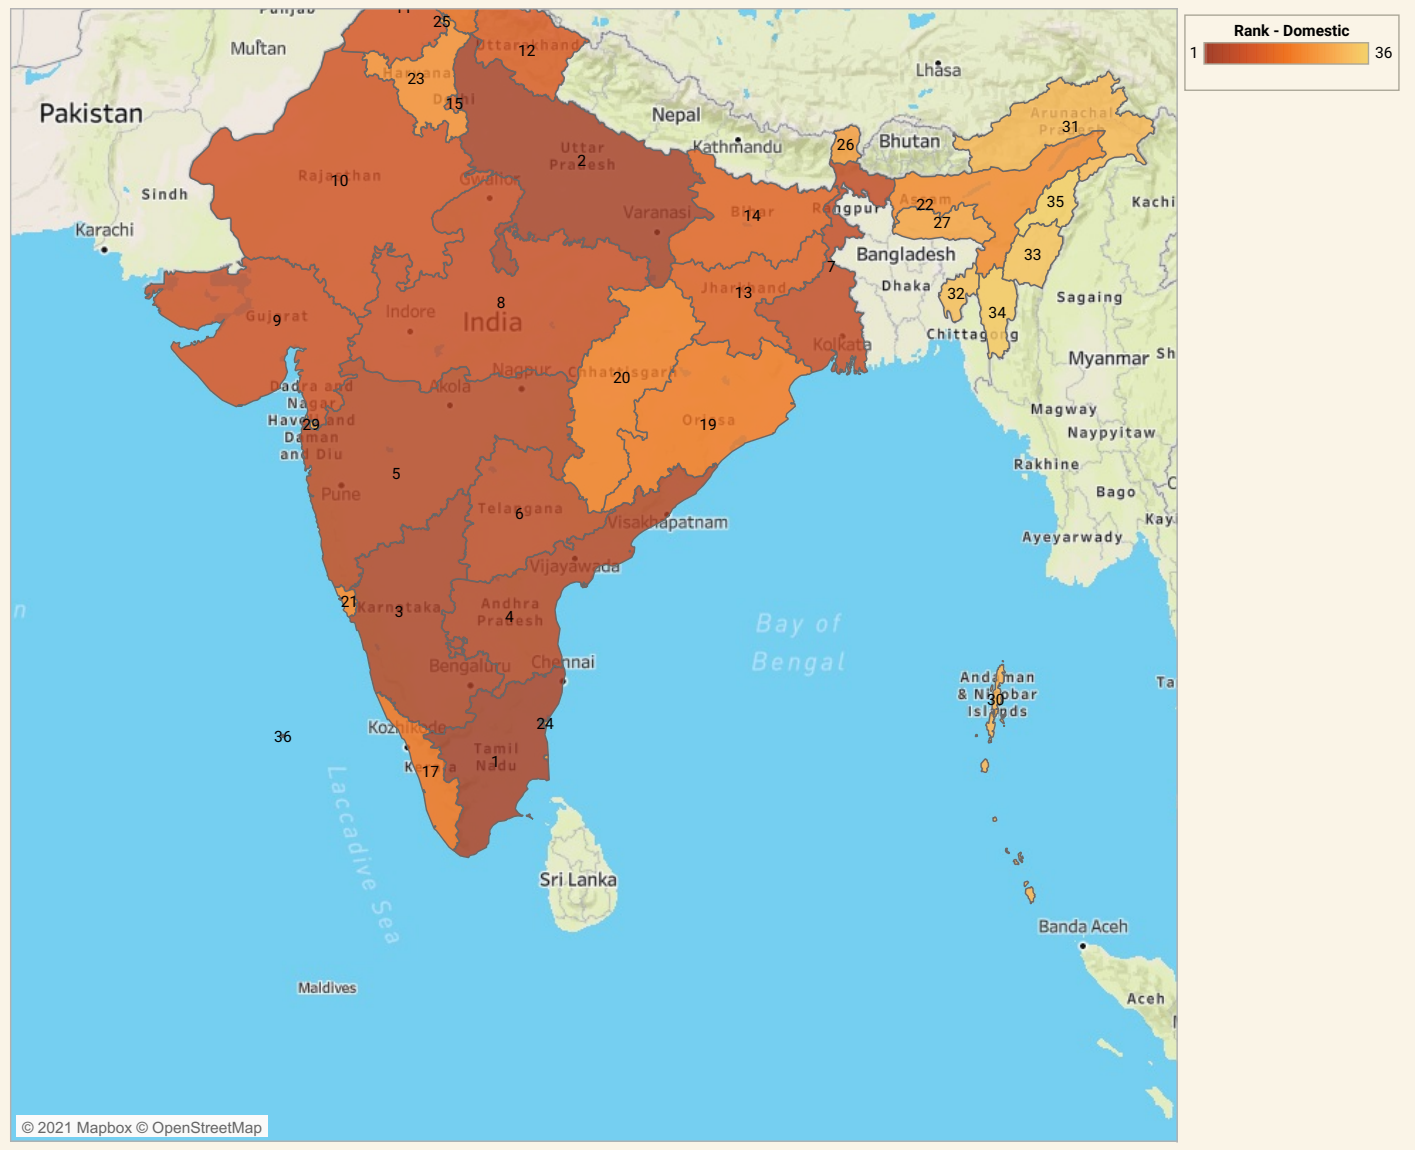 Punjab
11
25
Multan
Uttarakhand
12
Haryana
23
Delhi
15
Pakistan
Lhasa
Nepal
Kathmandu
26
Bhutan
Arunachal
Pradesh
31
Uttar
Pradesh
2
Rajasthan
10
Gwalior
Sindh
Karachi
Varanasi
Bihar
14
Rangpur
Assam
22
27
35
Kachi
33
Bangladesh
7
Dhaka
32
Sagaing
34
Chittagong
Jharkhand
13
8
India
Indore
Gujarat
9
Kolkata
Myanmar
Sh
Nagpur
Akola
Chhattisgarh
20
Dadra and
Nagar
Haveli and
Daman
and Diu
29
Orissa
19
Magway
Naypyitaw
Rakhine
Bago
Kay
Ayeyarwady
5
Pune
Telangana
6
Visakhapatnam
Vijayawada
21
Karnataka
3
Andhra
Pradesh
4
n
Bay of
Bengal
Bengaluru
Chennai
Andaman
& Nicobar
Islands
30
Ta
24
Kozhikode
36
Tamil
Nadu
1
Kerala
17
Laccadive Sea
Sri Lanka
Banda Aceh
Maldives
Aceh
© 2021 Mapbox © OpenStreetMap
Rank - Domestic
1
36